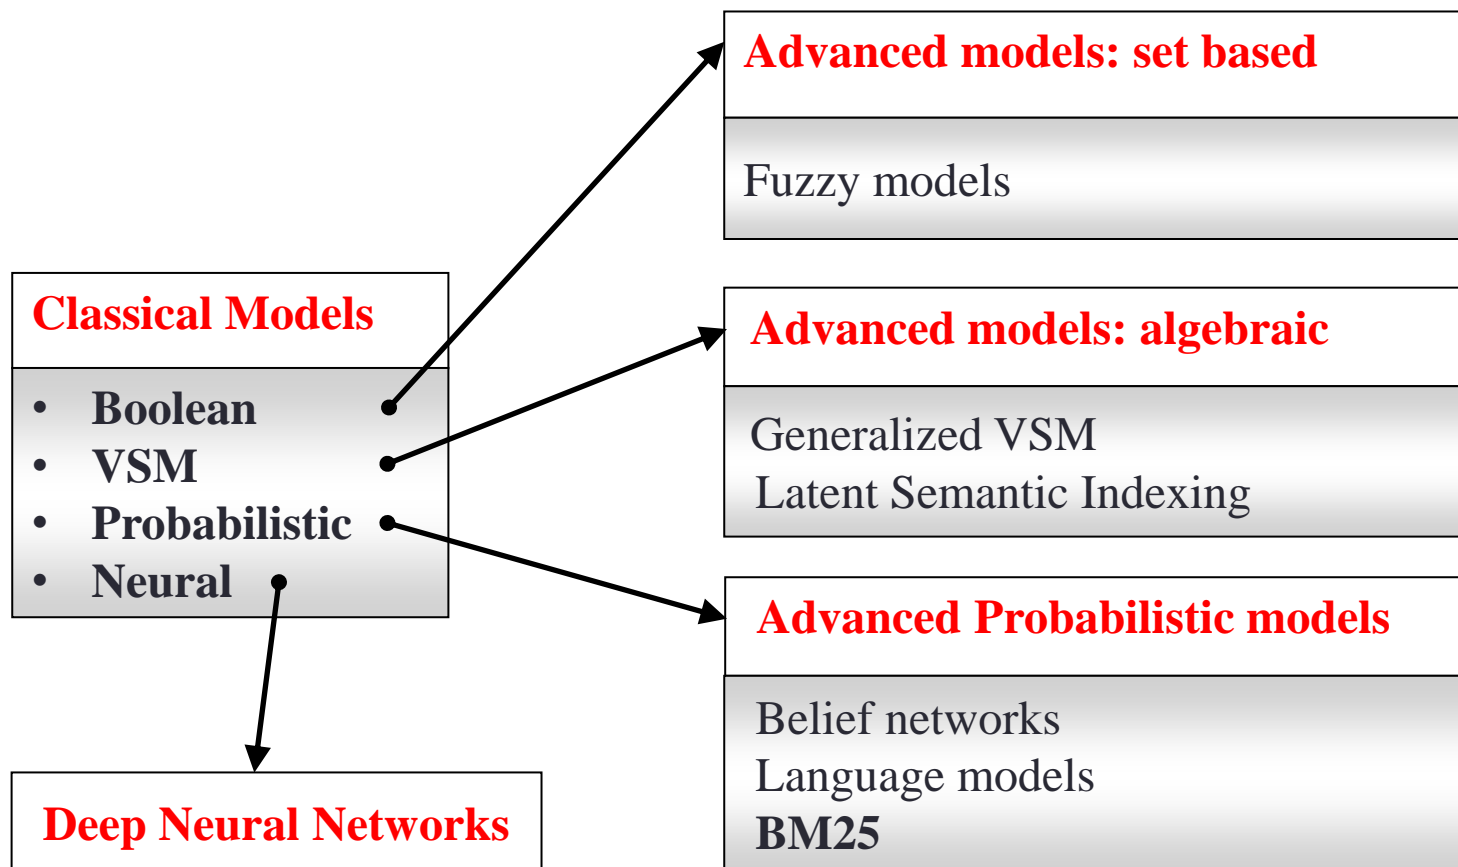 Advanced models: set based
Fuzzy models
Classical Models
• Boolean
• VSM
• Probabilistic
• Neural
Advanced models: algebraic
Generalized VSM
Latent Semantic Indexing
Advanced Probabilistic models
Belief networks
Language models
BM25
Deep Neural Networks